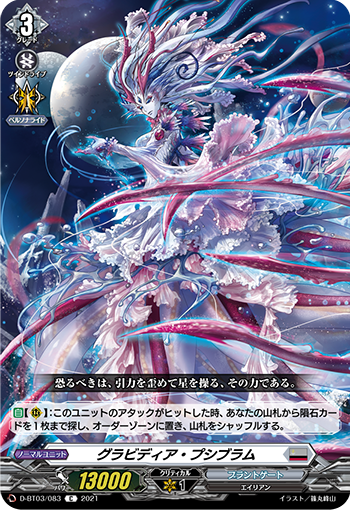 3
グレード
ツインドライブ
ペルソナライド
恐るべきは、引力を歪めて星を操る、その力である。
【自】【(R)】:このユニットのアタックがヒットした時、あなたの山札から隕石カ
ードを1枚まで探し、オーダーゾーンに置き、山札をシャッフルする。
ノーマルユニット
グラビディア・プシブラム
パワー 13000
クリティカル 1
ブラントゲート
エイリアン
D-BT03/083 C 2021
イラスト/篠丸峰山